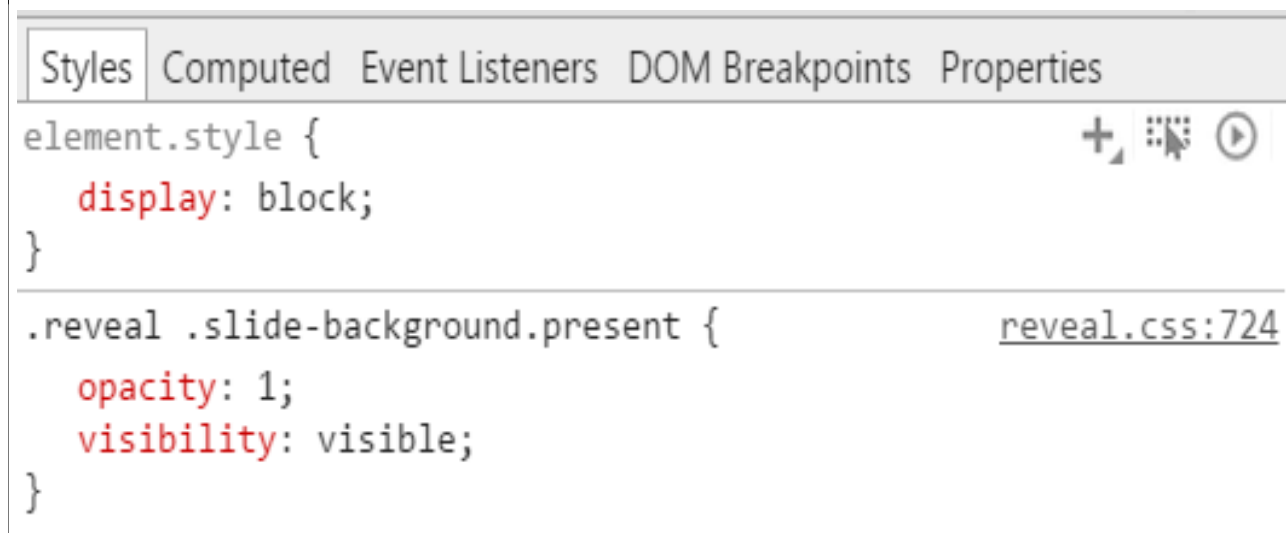 Styles Computed Event Listeners DOM Breakpoints Properties
element.style {
display: block;
}
.reveal .slide-background.present { reveal.css:724
opacity: 1;
visibility: visible;
}